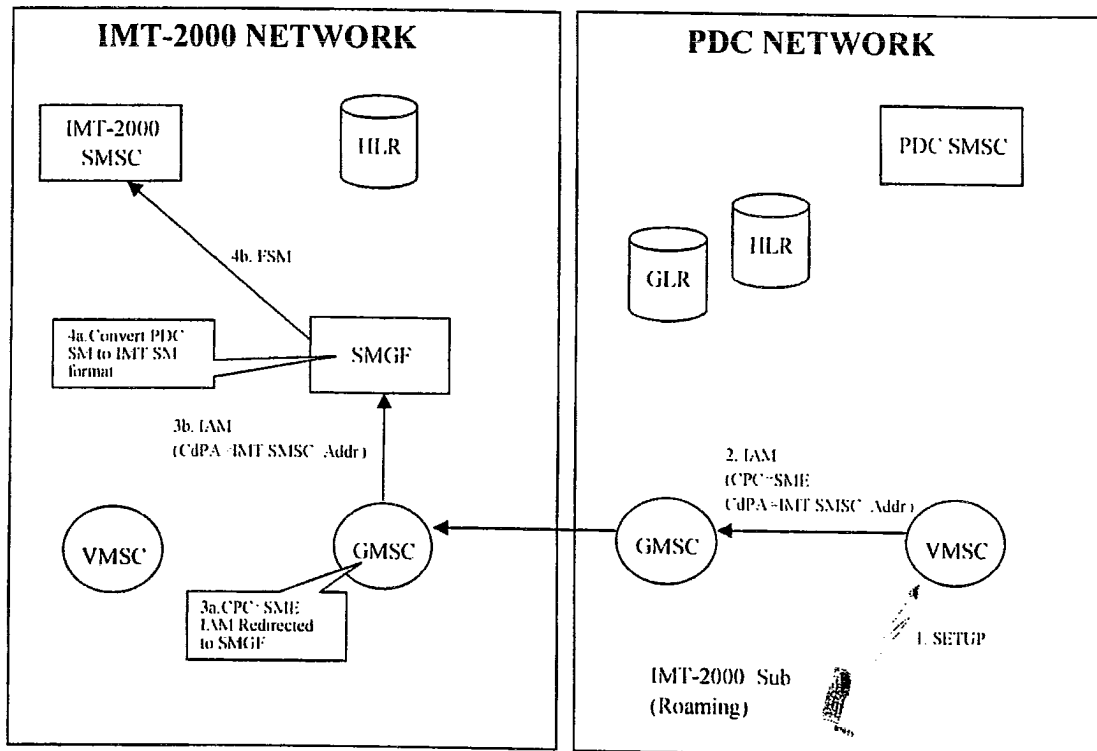 IMT-2000 NETWORK
PDC NETWORK
IMT-2000
SMSC
HLR
PDC SMSC
HLR
GLR
4b. FSM
4a. Convert PDC
SM to IMT SM
format
SMGF
3b. IAM
(CdPA=IMT SMSC Addr)
2. IAM
(CPC=SME
CdPA=IMT SMSC Addr)
VMSC
GMSC
GMSC
VMSC
3a. CPC=SME
IAM Redirected
to SMGF
1. SETUP
IMT-2000 Sub
(Roaming)